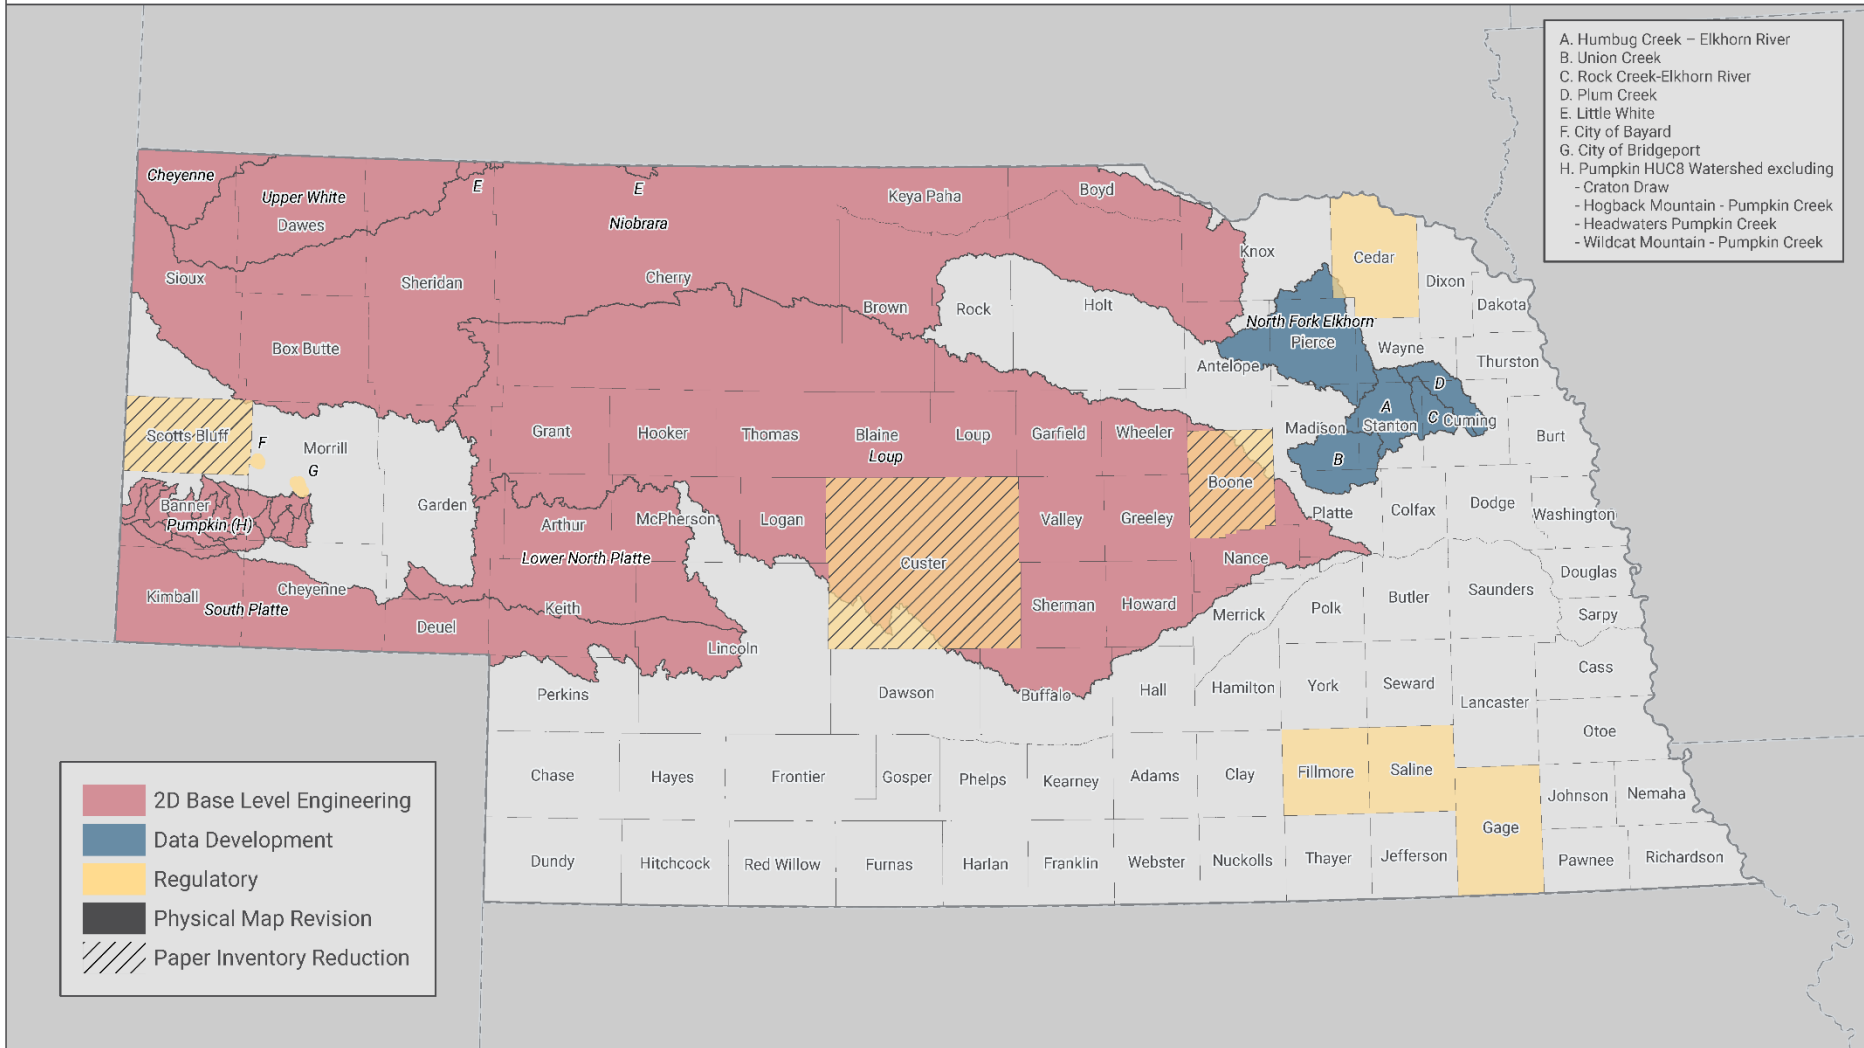 A. Humbug Creek – Elkhorn River
B. Union Creek
C. Rock Creek-Elkhorn River
D. Plum Creek
E. Little White
F. City of Bayard
G. City of Bridgeport
H. Pumpkin HUC8 Watershed excluding
- Craton Draw
- Hogback Mountain - Pumpkin Creek
- Headwaters Pumpkin Creek
- Wildcat Mountain - Pumpkin Creek
Cheyenne
Upper White
E
E
Keya Paha
Boyd
Dawes
Niobrara
Knox
Cedar
Sioux
Sheridan
Cherry
Dixon
Brown
Rock
Holt
Dakota
North Fork Elkhorn
Box Butte
Pierce
Wayne
Antelope
Thurston
D
A
Scotts Bluff
F
Morrill
Grant
Hooker
Thomas
Blaine
Loup
Garfield
Wheeler
Madison
Stanton
C
Cuming
Burt
Loup
G
B
Boone
Banner
Garden
Arthur
McPherson
Logan
Valley
Greeley
Platte
Colfax
Dodge
Washington
Pumpkin (H)
Lower North Platte
Custer
Nance
Douglas
Kimball
Cheyenne
South Platte
Keith
Sherman
Howard
Merrick
Polk
Butler
Saunders
Sarpy
Deuel
Lincoln
Cass
Perkins
Dawson
Buffalo
Hall
Hamilton
York
Seward
Lancaster
Otoe
Chase
Hayes
Frontier
Gosper
Phelps
Kearney
Adams
Clay
Fillmore
Saline
Johnson
Nemaha
Gage
Dundy
Hitchcock
Red Willow
Furnas
Harlan
Franklin
Webster
Nuckolls
Thayer
Jefferson
Pawnee
Richardson
2D Base Level Engineering
Data Development
Regulatory
Physical Map Revision
Paper Inventory Reduction